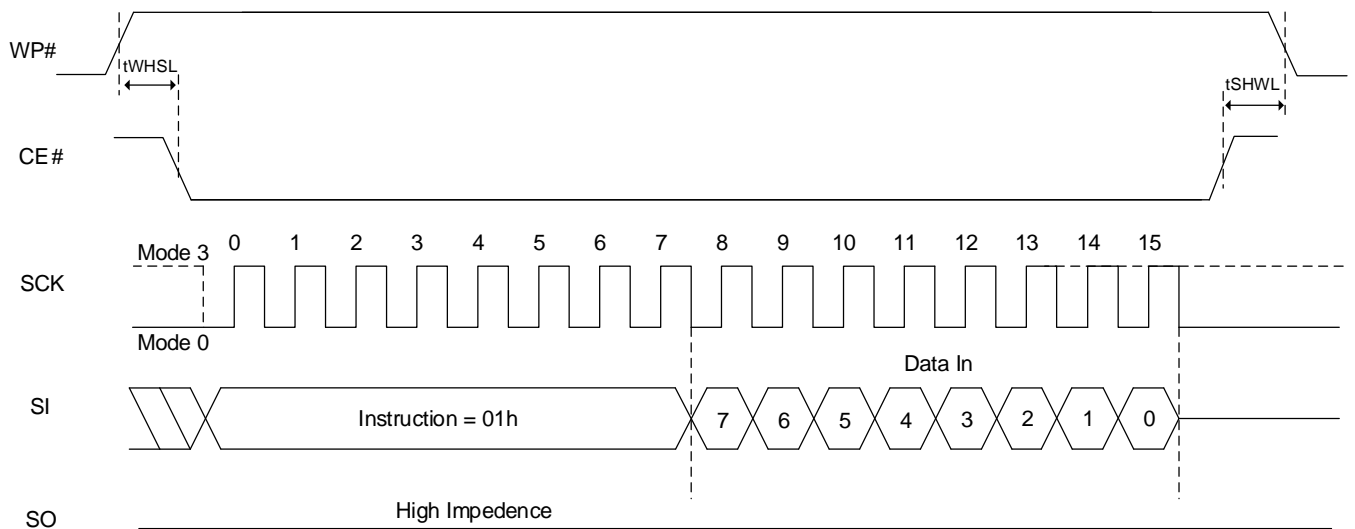 WP#
tWHSL
tSHWL
CE#
Mode 3 0 1 2 3 4 5 6 7 8 9 10 11 12 13 14 15
SCK
Mode 0
Data In
SI
Instruction = 01h 7 6 5 4 3 2 1 0
High Impedence
SO